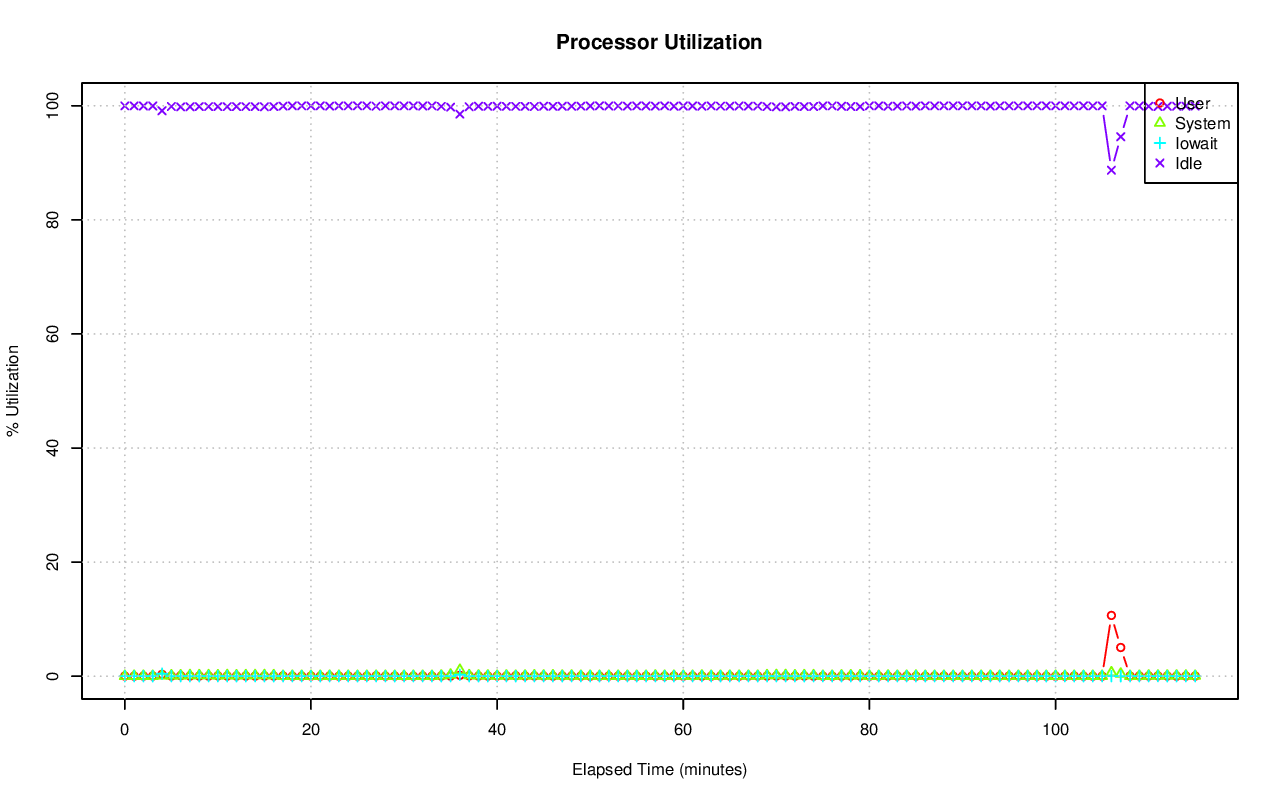 Processor Utilization
100
80
60
40
20
0
% Utilization
User
System
Iowait
Idle
0 20 40 60 80 100
Elapsed Time (minutes)